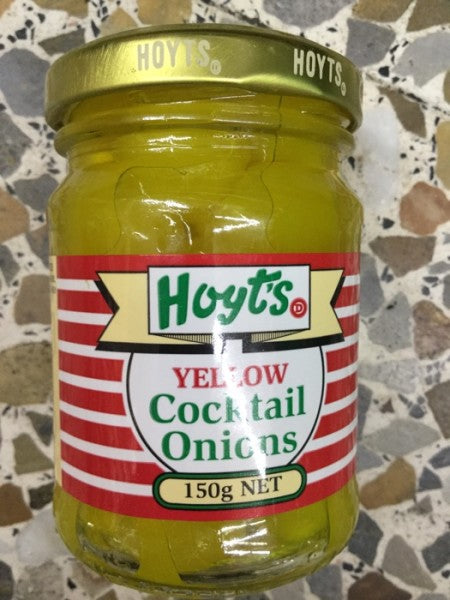 HOYTS HOYTS
Hoyt's
YELLOW
Cocktail
Onions
150g NET